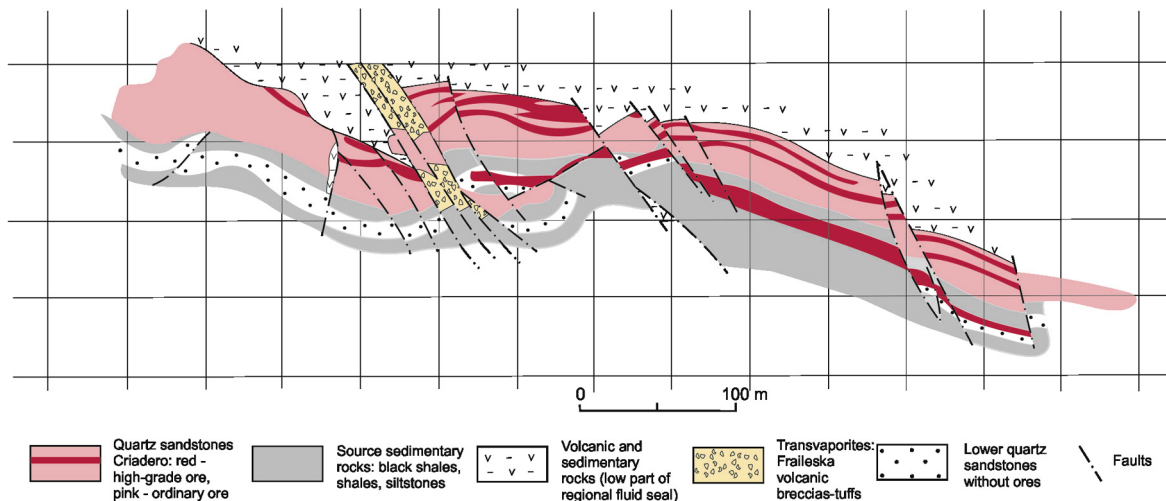 0 100 m
Quartz sandstones
Criadero: red -
high-grade ore,
pink - ordinary ore
Source sedimentary
rocks: black shales,
shales, siltstones
Volcanic and
sedimentary
rocks (low part of
regional fluid seal)
Transvaporites:
Fraileska
volcanic
breccias-tuffs
Lower quartz
sandstones
without ores
Faults